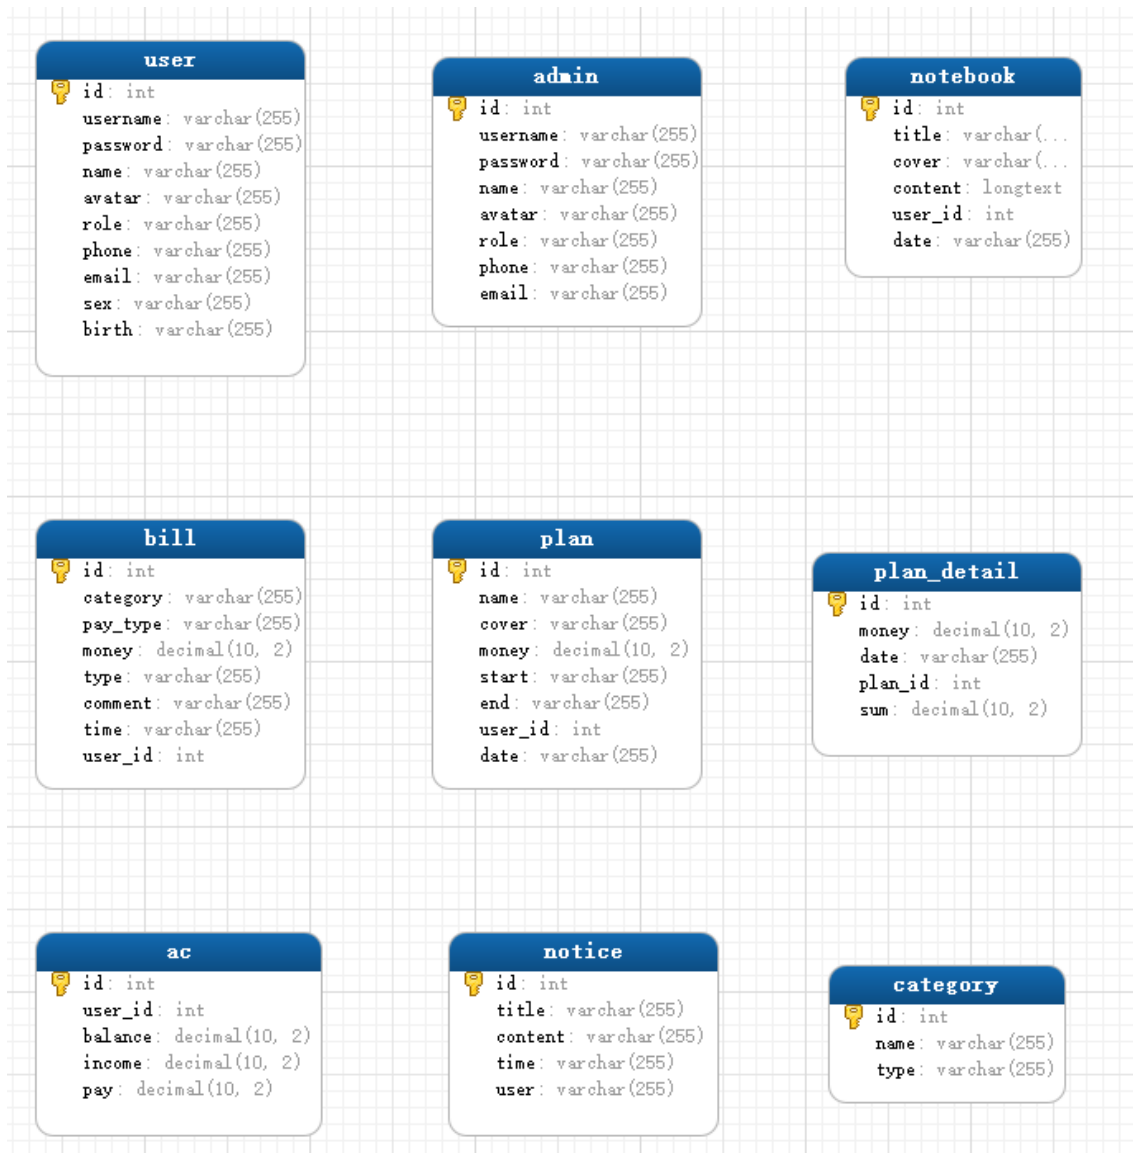 user
id: int
username: varchar(255)
password: varchar(255)
name: varchar(255)
avatar: varchar(255)
role: varchar(255)
phone: varchar(255)
email: varchar(255)
sex: varchar(255)
birth: varchar(255)
admin
id: int
username: varchar(255)
password: varchar(255)
name: varchar(255)
avatar: varchar(255)
role: varchar(255)
phone: varchar(255)
email: varchar(255)
notebook
id: int
title: varchar(...
cover: varchar(...
content: longtext
user_id: int
date: varchar(255)
bill
id: int
category: varchar(255)
pay_type: varchar(255)
money: decimal(10, 2)
type: varchar(255)
comment: varchar(255)
time: varchar(255)
user_id: int
plan
id: int
name: varchar(255)
cover: varchar(255)
money: decimal(10, 2)
start: varchar(255)
end: varchar(255)
user_id: int
date: varchar(255)
plan_detail
id: int
money: decimal(10, 2)
date: varchar(255)
plan_id: int
sum: decimal(10, 2)
ac
id: int
user_id: int
balance: decimal(10, 2)
income: decimal(10, 2)
pay: decimal(10, 2)
notice
id: int
title: varchar(255)
content: varchar(255)
time: varchar(255)
user: varchar(255)
category
id: int
name: varchar(255)
type: varchar(255)